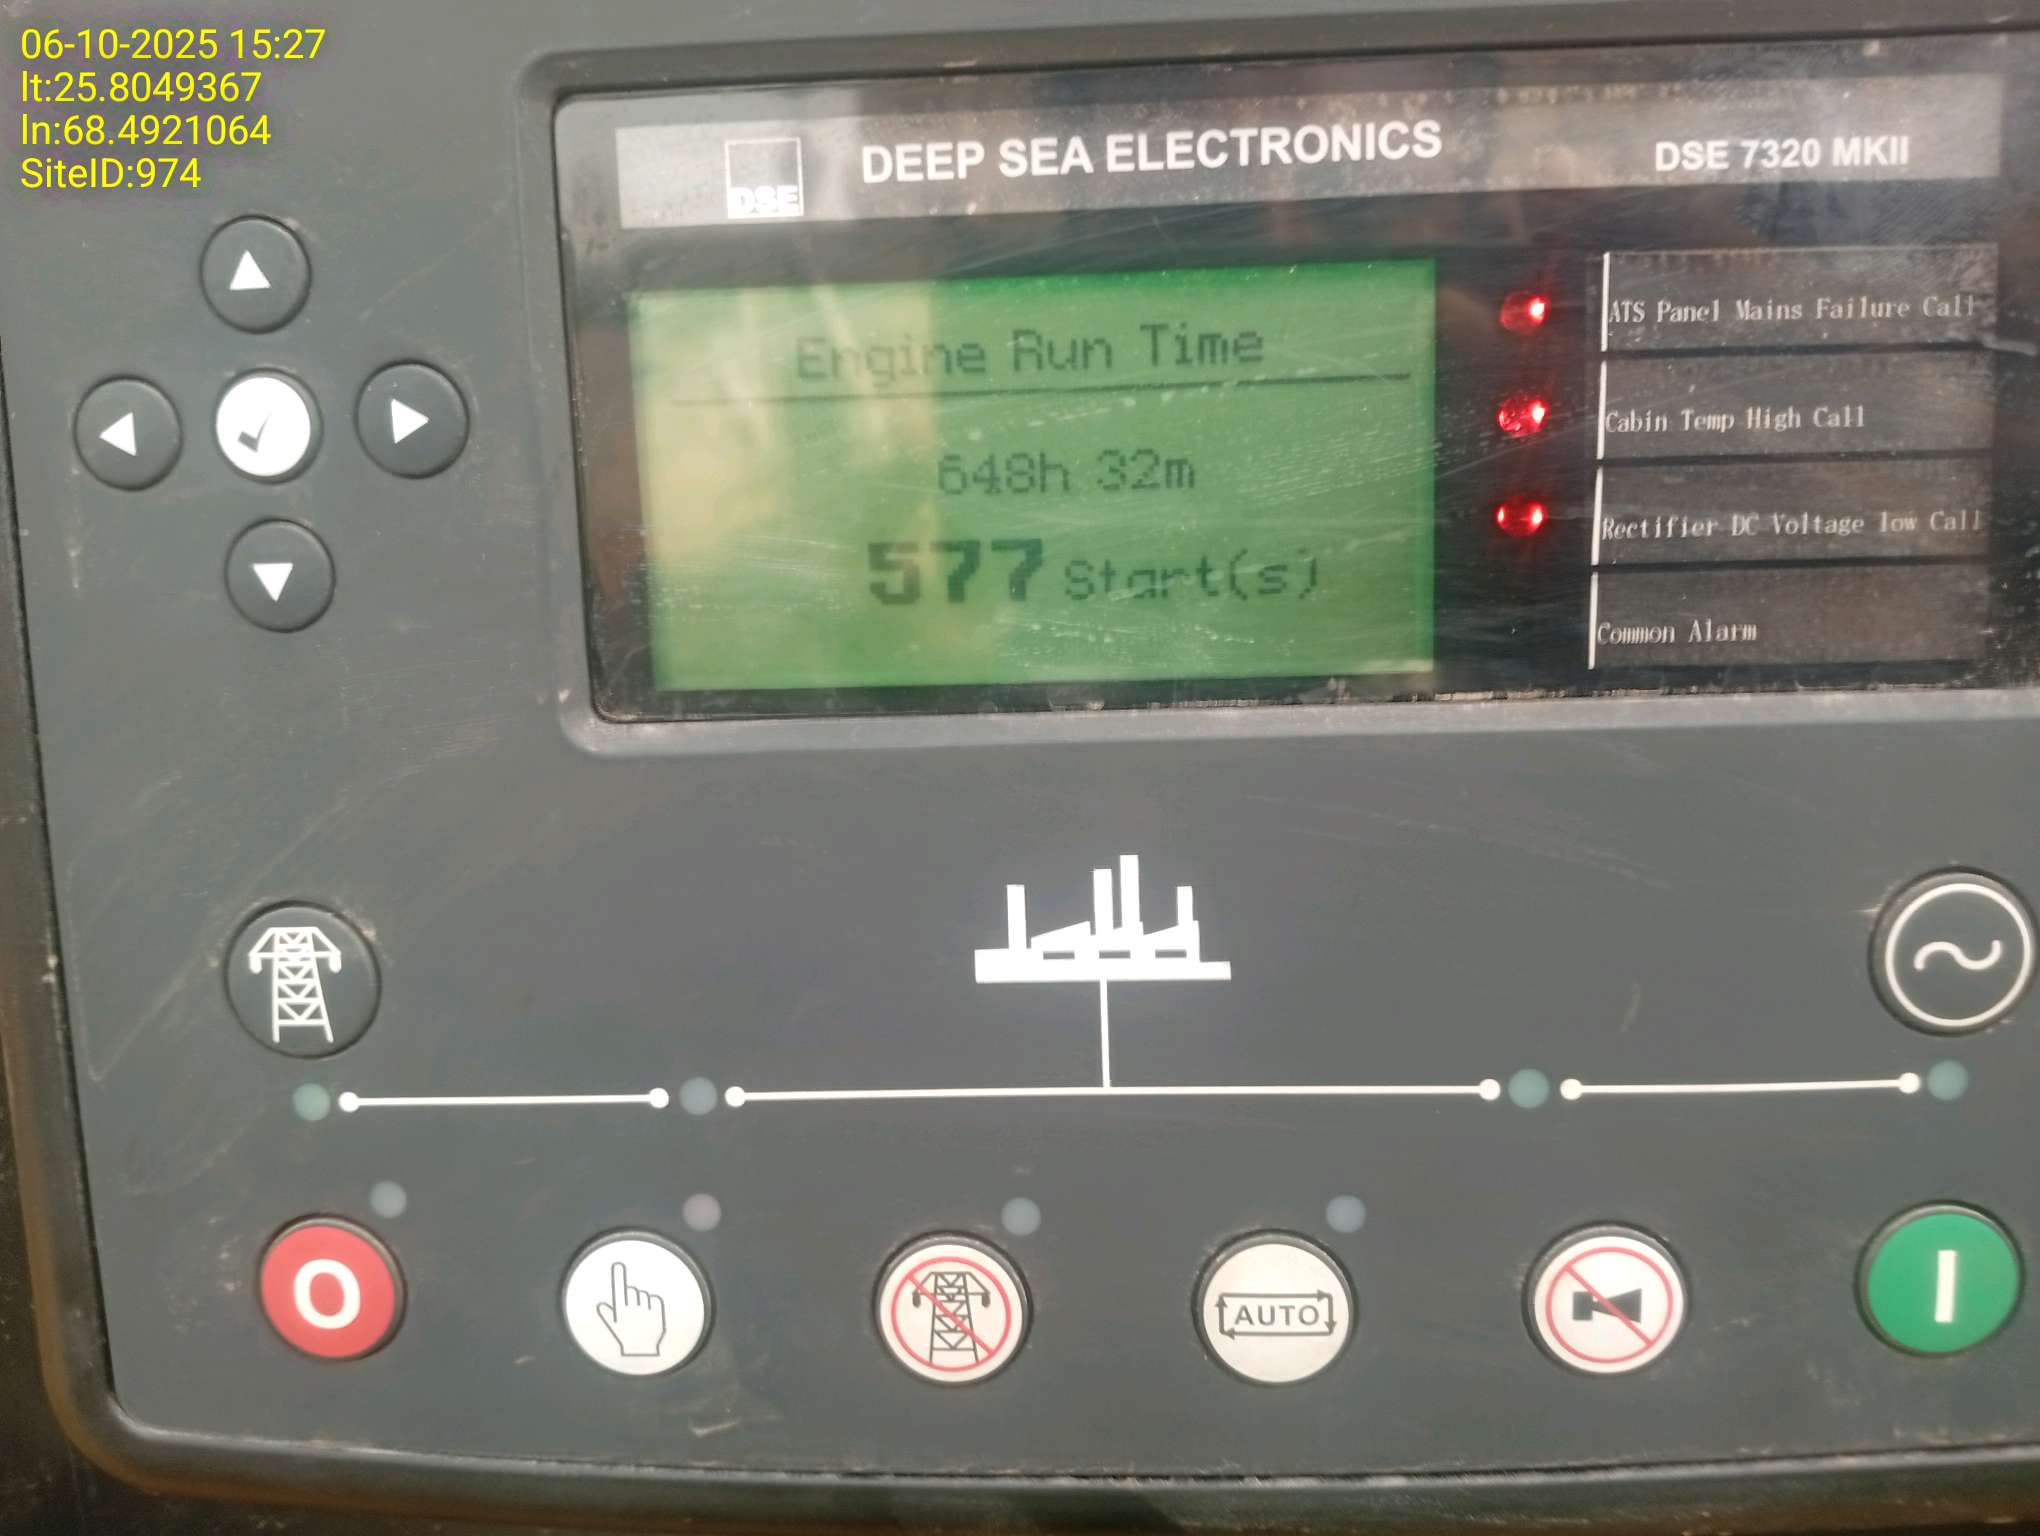 06-10-2025 15:27
lt:25.8049367
ln:68.4921064
SiteID:974
DSE
DEEP SEA ELECTRONICS
DSE 7320 MKII
Engine Run Time
648h 32m
577 Start(s)
ATS Panel Mains Failure Call
Cabin Temp High Call
Rectifier DC Voltage low Call
Common Alarm
O
AUTO
I